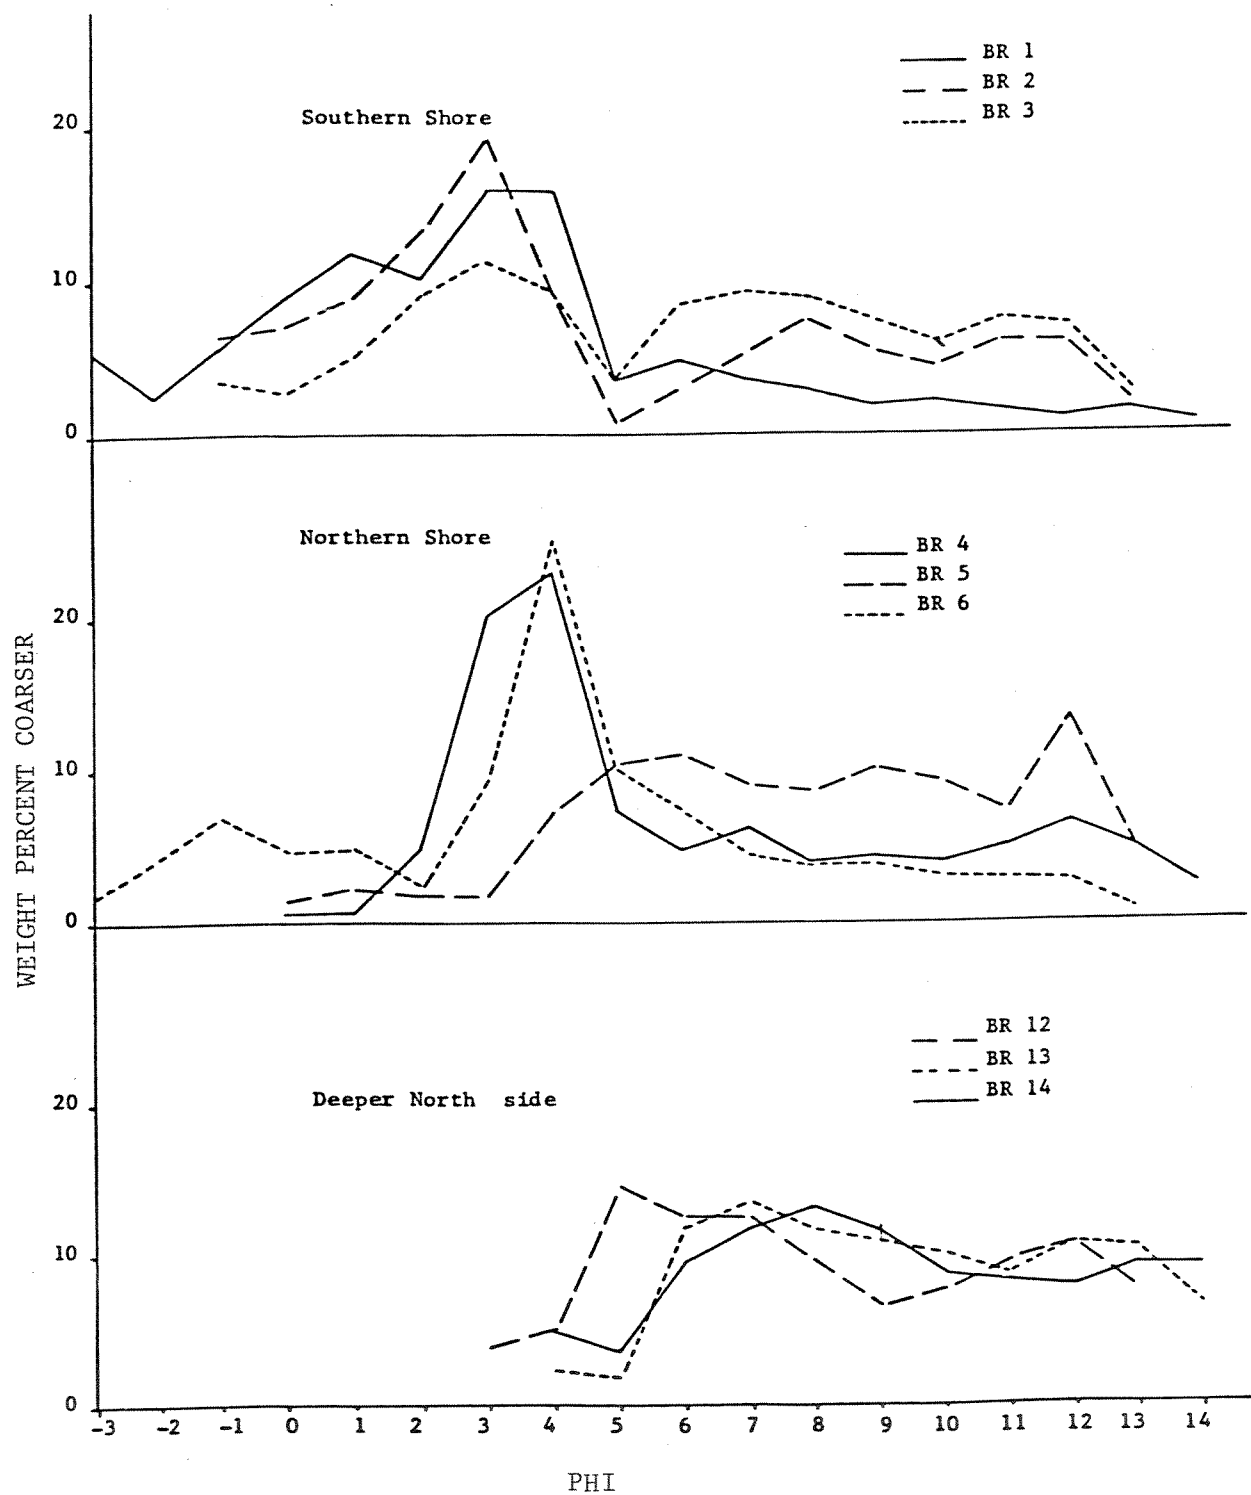 BR 1
BR 2
BR 3
Southern Shore
20
10
0
Northern Shore
BR 4
BR 5
BR 6
20
10
0
WEIGHT PERCENT COARSER
BR 12
BR 13
BR 14
Deeper North side
20
10
0
-3 -2 -1 0 1 2 3 4 5 6 7 8 9 10 11 12 13 14
PHI